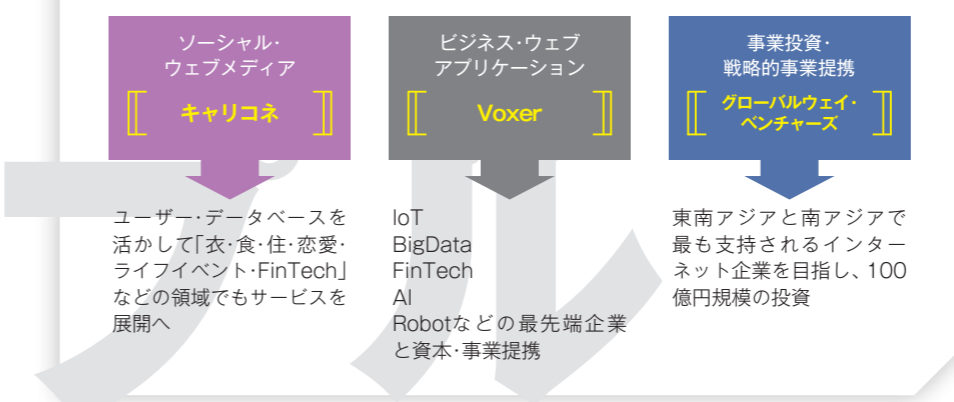 ソーシャル・
ウェブメディア
キャリコネ
ユーザー・データベースを
活かして「衣・食・住・恋愛・
ライフイベント・FinTech」
などの領域でもサービスを
展開へ
ビジネス・ウェブ
アプリケーション
Voxer
IoT
BigData
FinTech
AI
Robotなどの最先端企業
と資本・事業提携
事業投資・
戦略的事業提携
グローバルウェイ・
ベンチャーズ
東南アジアと南アジアで
最も支持されるインター
ネット企業を目指し、100
億円規模の投資